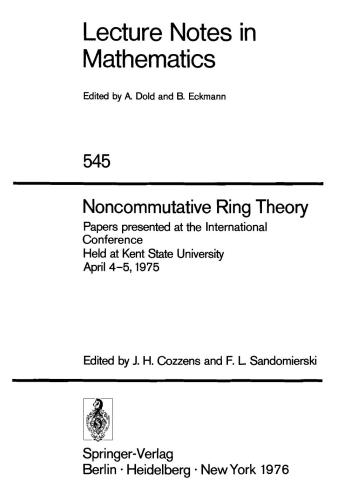 Lecture Notes in
Mathematics
Edited by A. Dold and B. Eckmann
545
Noncommutative Ring Theory
Papers presented at the International
Conference
Held at Kent State University
April 4–5, 1975
Edited by J. H. Cozzens and F. L. Sandomierski
Springer-Verlag
Berlin · Heidelberg · New York 1976